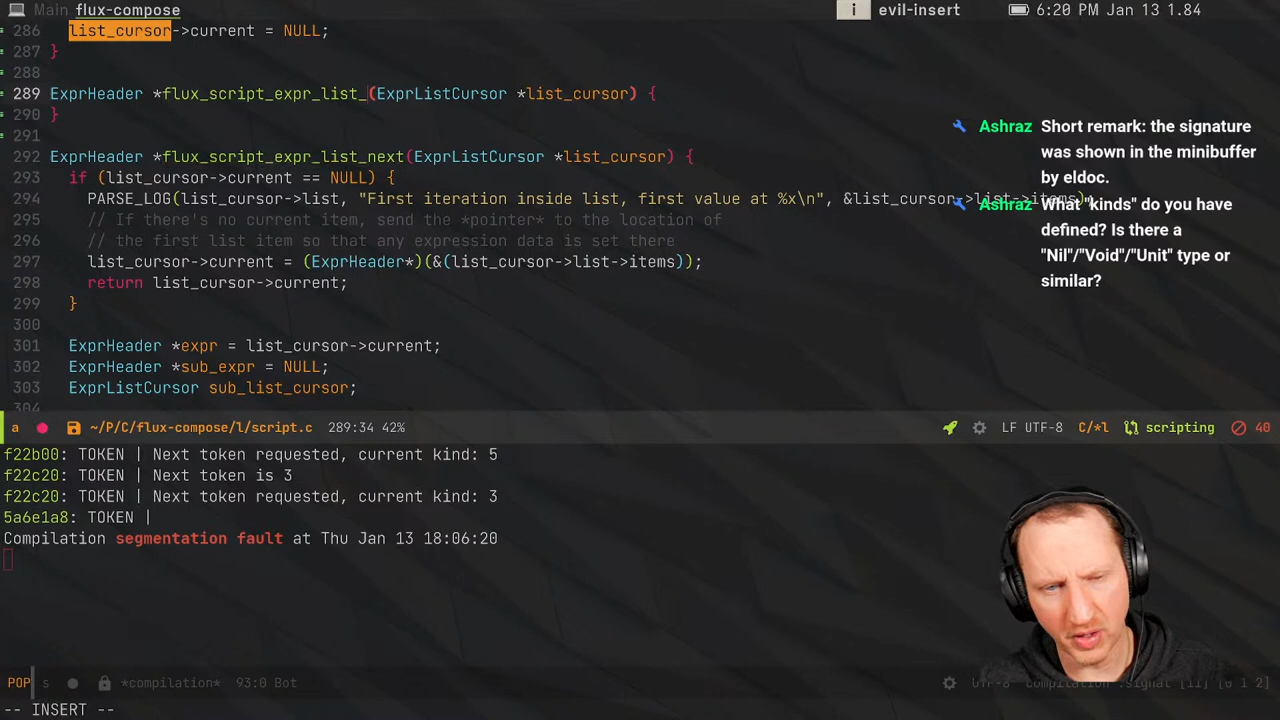 Main flux-compose
i evil-insert 6:20 PM Jan 13 1.84
286 list_cursor->current = NULL;
287 }
288
289 ExprHeader *flux_script_expr_list_(ExprListCursor *list_cursor) {
290 }
291
292 ExprHeader *flux_script_expr_list_next(ExprListCursor *list_cursor) {
293 if (list_cursor->current == NULL) {
294 PARSE_LOG(list_cursor->list, "First iteration inside list, first value at %x\n", &list_cursor->list->items)
295 // If there's no current item, send the *pointer* to the location of
296 // the first list item so that any expression data is set there
297 list_cursor->current = (ExprHeader*)(&(list_cursor->list->items));
298 return list_cursor->current;
299 }
300
301 ExprHeader *expr = list_cursor->current;
302 ExprHeader *sub_expr = NULL;
303 ExprListCursor sub_list_cursor;
304
Ashraz Short remark: the signature
was shown in the minibuffer
by eldoc.
Ashraz What "kinds" do you have
defined? Is there a
"Nil"/"Void"/"Unit" type or
similar?
a ~/P/C/flux-compose/l/script.c 289:34 42% LF UTF-8 C/*l scripting 40
f22b00: TOKEN | Next token requested, current kind: 5
f22c20: TOKEN | Next token is 3
f22c20: TOKEN | Next token requested, current kind: 3
5a6e1a8: TOKEN |
Compilation segmentation fault at Thu Jan 13 18:06:20
POP s *compilation* 93:0 Bot UTF-8 Compilation :signal [11] [0 1 2]
-- INSERT --